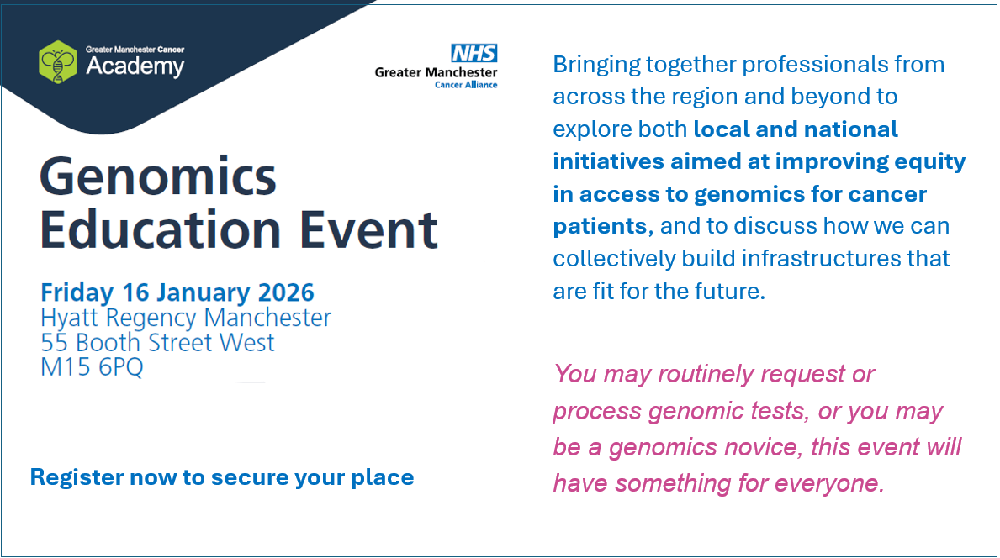 Greater Manchester Cancer
Academy
NHS
Greater Manchester
Cancer Alliance
Genomics
Education Event
Friday 16 January 2026
Hyatt Regency Manchester
55 Booth Street West
M15 6PQ
Register now to secure your place
Bringing together professionals from
across the region and beyond to
explore both local and national
initiatives aimed at improving equity
in access to genomics for cancer
patients, and to discuss how we can
collectively build infrastructures that
are fit for the future.
You may routinely request or
process genomic tests, or you may
be a genomics novice, this event will
have something for everyone.